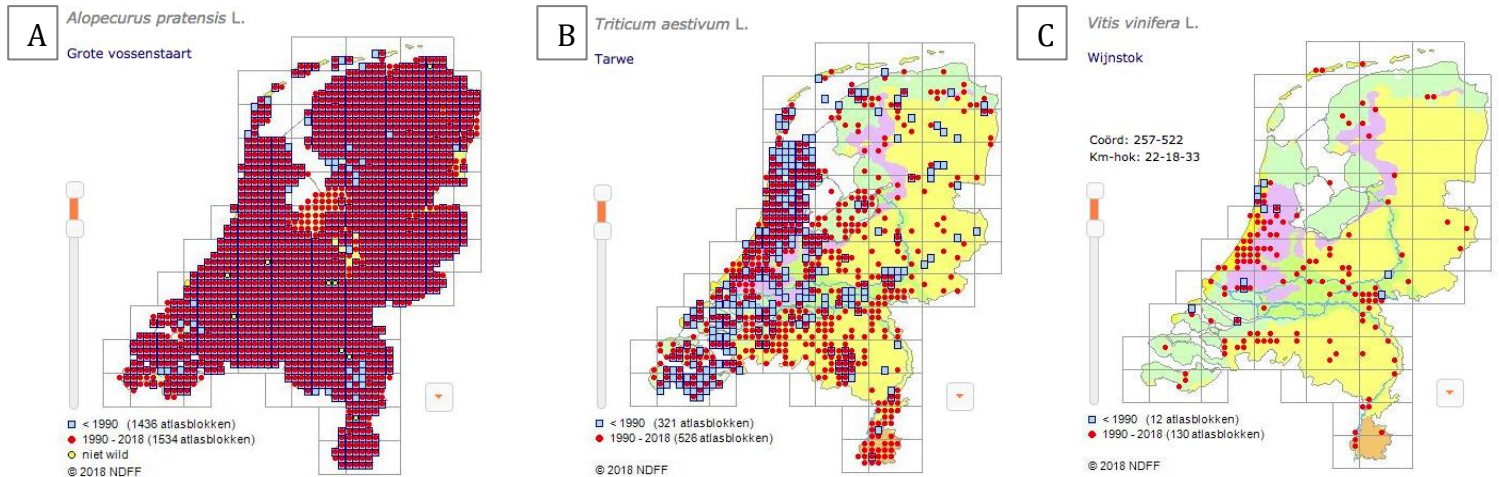 A
Alopecurus pratensis L.
Grote vossenstaart
< 1990 (1436 atlasblokken)
1990 - 2018 (1534 atlasblokken)
niet wild
© 2018 NDFF
B
Triticum aestivum L.
Tarwe
< 1990 (321 atlasblokken)
1990 - 2018 (526 atlasblokken)
© 2018 NDFF
C
Vitis vinifera L.
Wijnstok
Coörd: 257-522
Km-hok: 22-18-33
< 1990 (12 atlasblokken)
1990 - 2018 (130 atlasblokken)
© 2018 NDFF